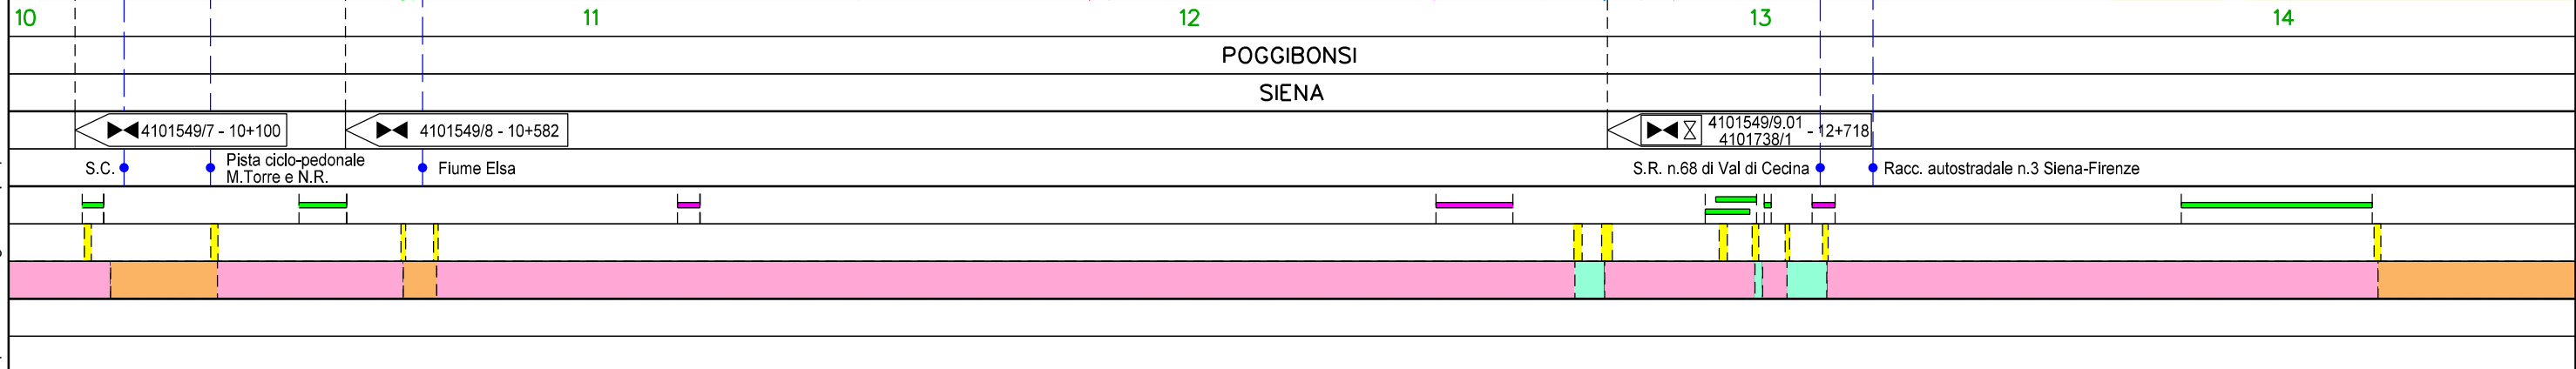 10 11 12 13 14
POGGIBONSI
SIENA
4101549/7 - 10+100
4101549/8 - 10+582
4101549/9.01
4101738/1
- 12+718
S.C.
Pista ciclo-pedonale
M.Torre e N.R.
Fiume Elsa
S.R. n.68 di Val di Cecina
Racc. autostradale n.3 Siena-Firenze